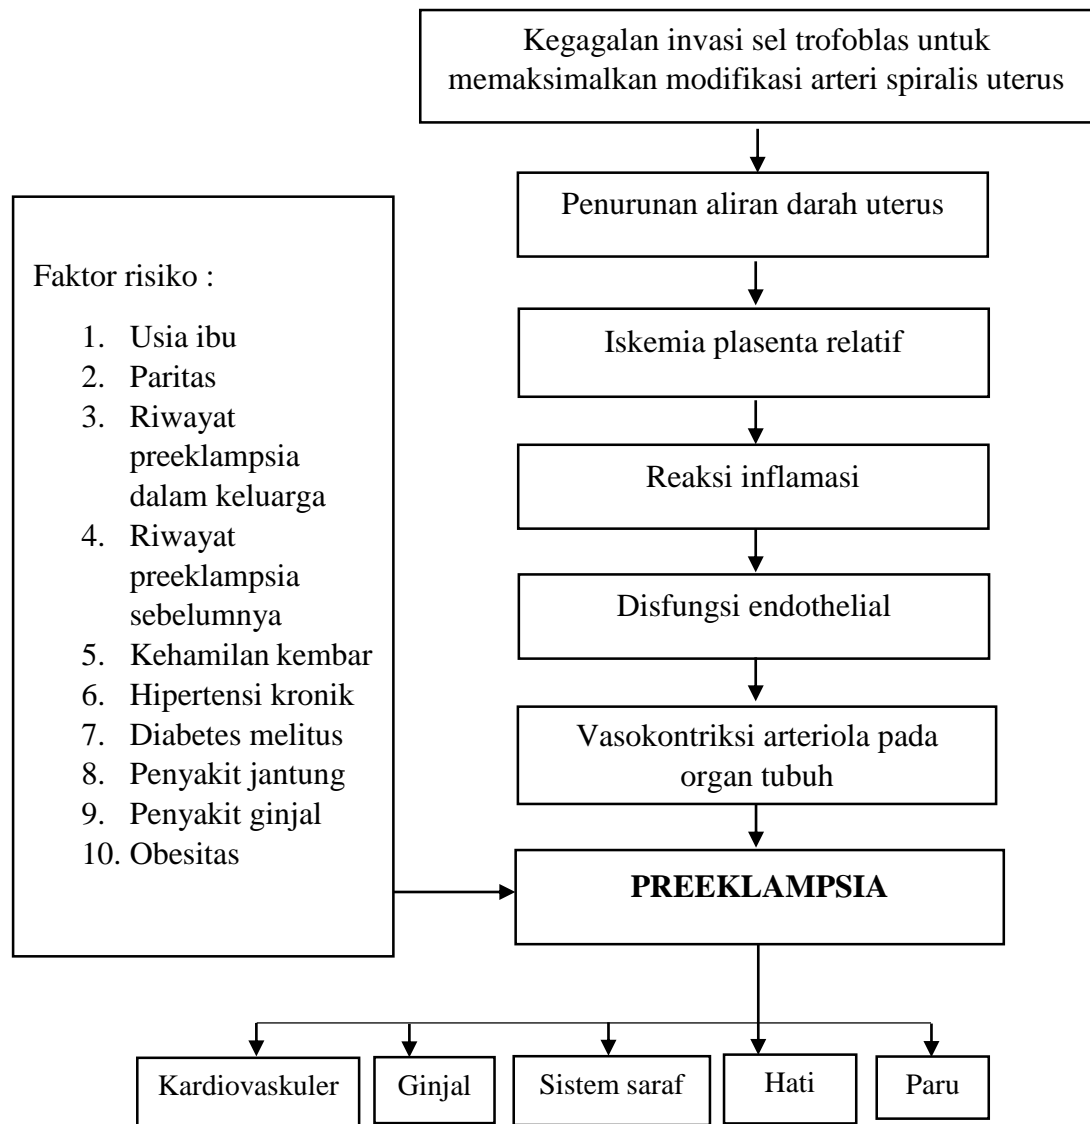 Kegagalan invasi sel trofoblas untuk
memaksimalkan modifikasi arteri spiralis uterus
Penurunan aliran darah uterus
Iskemia plasenta relatif
Reaksi inflamasi
Disfungsi endothelial
Vasokontriksi arteriola pada
organ tubuh
Faktor risiko :
1. Usia ibu
2. Paritas
3. Riwayat
preeklampsia
dalam keluarga
4. Riwayat
preeklampsia
sebelumnya
5. Kehamilan kembar
6. Hipertensi kronik
7. Diabetes melitus
8. Penyakit jantung
9. Penyakit ginjal
10. Obesitas
PREEKLAMPSIA
Kardiovaskuler
Ginjal
Sistem saraf
Hati
Paru